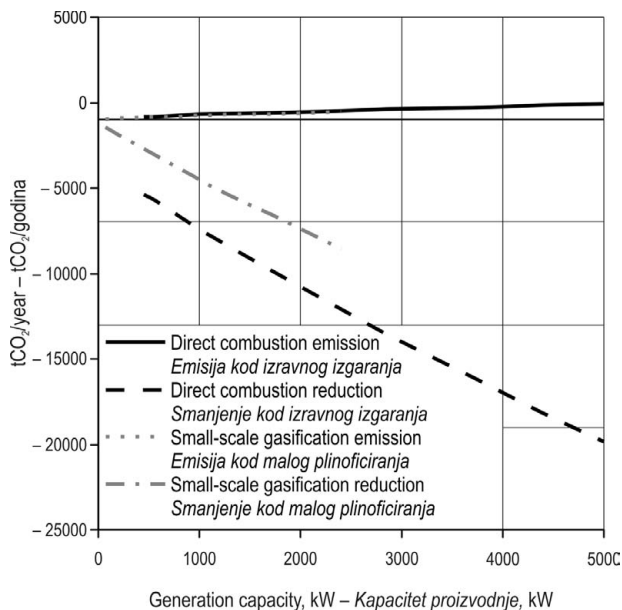 5000
0
– 5000
– 10000
– 15000
– 20000
– 25000
tCO2/year – tCO2/godina
Direct combustion emission
Emisija kod izravnog izgaranja
Direct combustion reduction
Smanjenje kod izravnog izgaranja
Small-scale gasification emission
Emisija kod malog plinoficiranja
Small-scale gasification reduction
Smanjenje kod malog plinoficiranja
0 1000 2000 3000 4000 5000
Generation capacity, kW – Kapacitet proizvodnje, kW